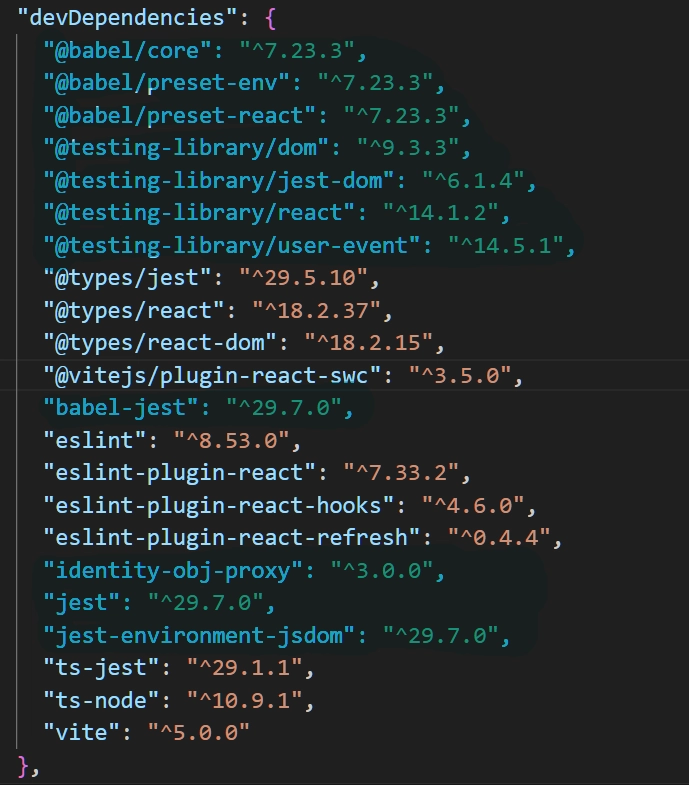 "devDependencies": {
"@babel/core": "^7.23.3",
"@babel/preset-env": "^7.23.3",
"@babel/preset-react": "^7.23.3",
"@testing-library/dom": "^9.3.3",
"@testing-library/jest-dom": "^6.1.4",
"@testing-library/react": "^14.1.2",
"@testing-library/user-event": "^14.5.1",
"@types/jest": "^29.5.10",
"@types/react": "^18.2.37",
"@types/react-dom": "^18.2.15",
"@vitejs/plugin-react-swc": "^3.5.0",
"babel-jest": "^29.7.0",
"eslint": "^8.53.0",
"eslint-plugin-react": "^7.33.2",
"eslint-plugin-react-hooks": "^4.6.0",
"eslint-plugin-react-refresh": "^0.4.4",
"identity-obj-proxy": "^3.0.0",
"jest": "^29.7.0",
"jest-environment-jsdom": "^29.7.0",
"ts-jest": "^29.1.1",
"ts-node": "^10.9.1",
"vite": "^5.0.0"
},